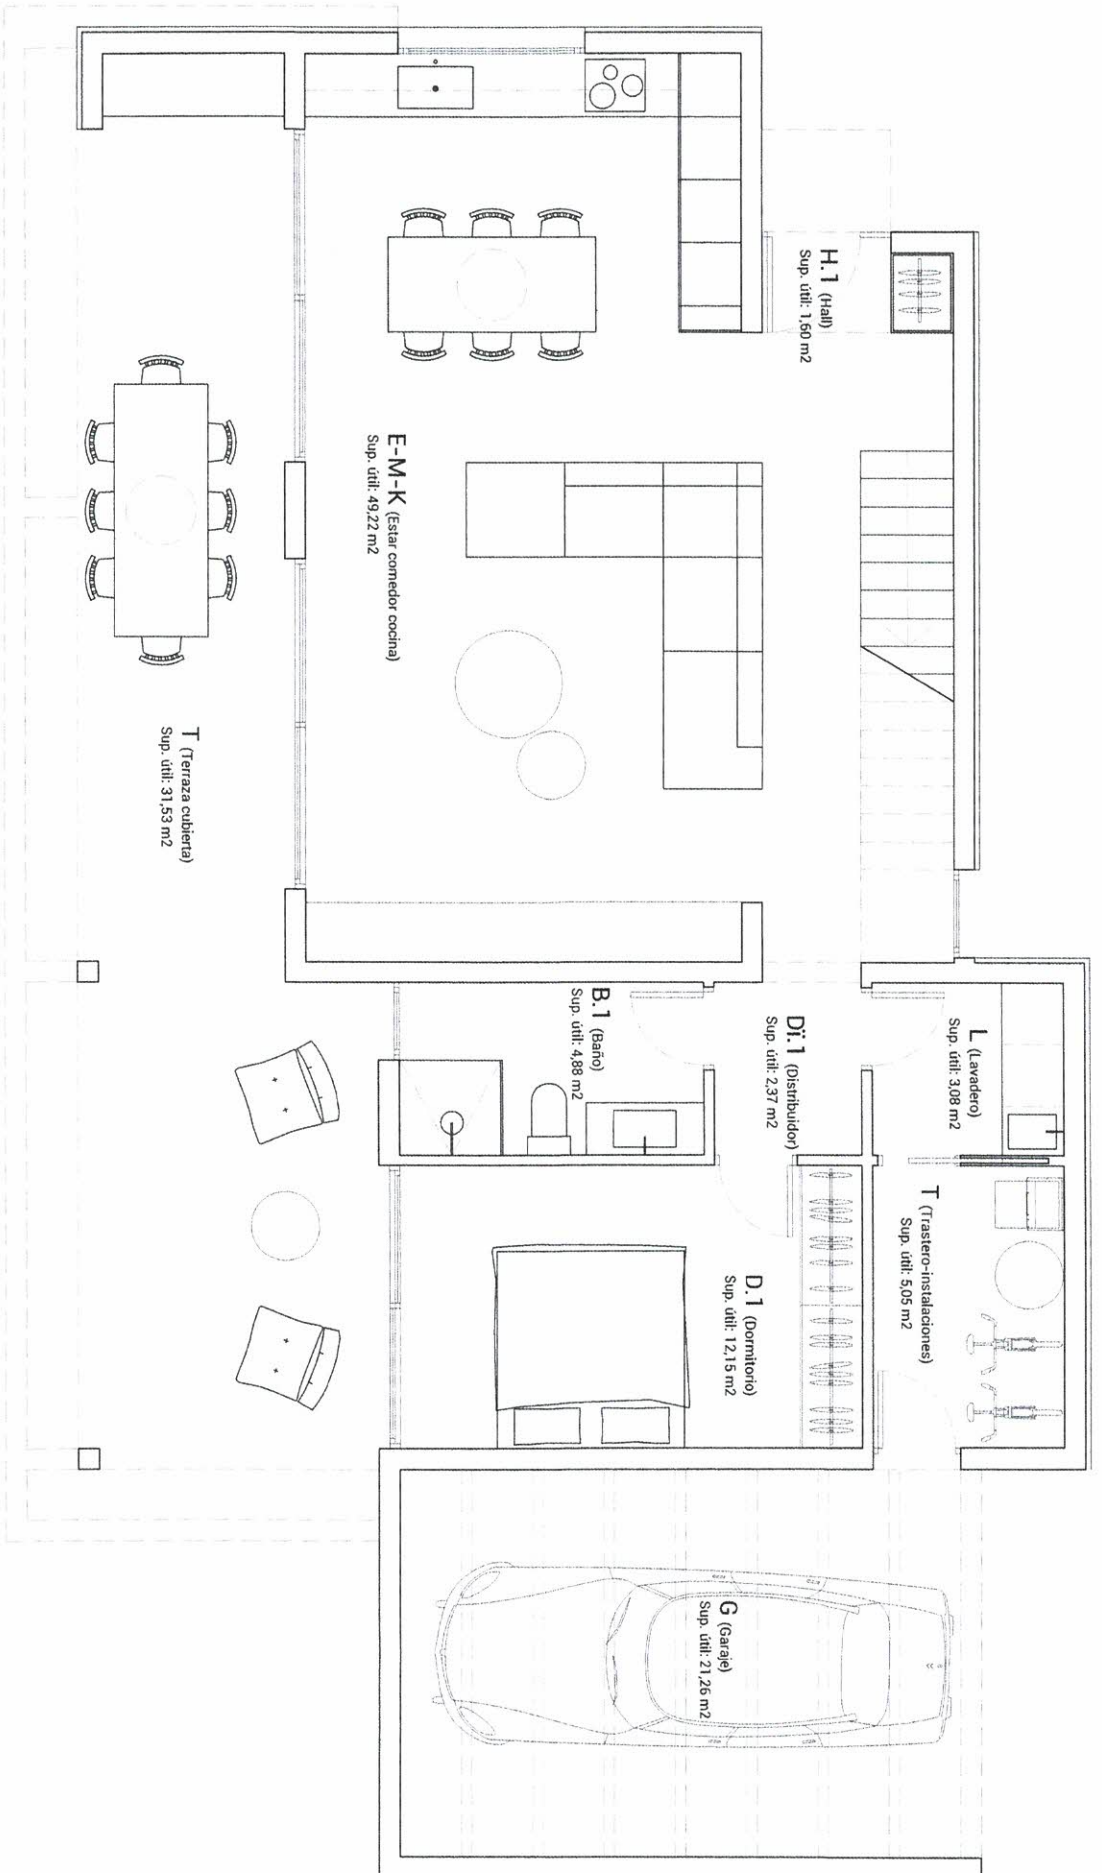 H.1 (Hall)
Sup. útil: 1,60 m2
E-M-K (Estar comedor cocina)
Sup. útil: 49,22 m2
T (Terraza cubierta)
Sup. útil: 31,53 m2
L (Lavadero)
Sup. útil: 3,08 m2
Di.1 (Distribuidor)
Sup. útil: 2,37 m2
B.1 (Baño)
Sup. útil: 4,88 m2
T (Trastero-instalaciones)
Sup. útil: 5,05 m2
D.1 (Dormitorio)
Sup. útil: 12,15 m2
G (Garaje)
Sup. útil: 21,26 m2